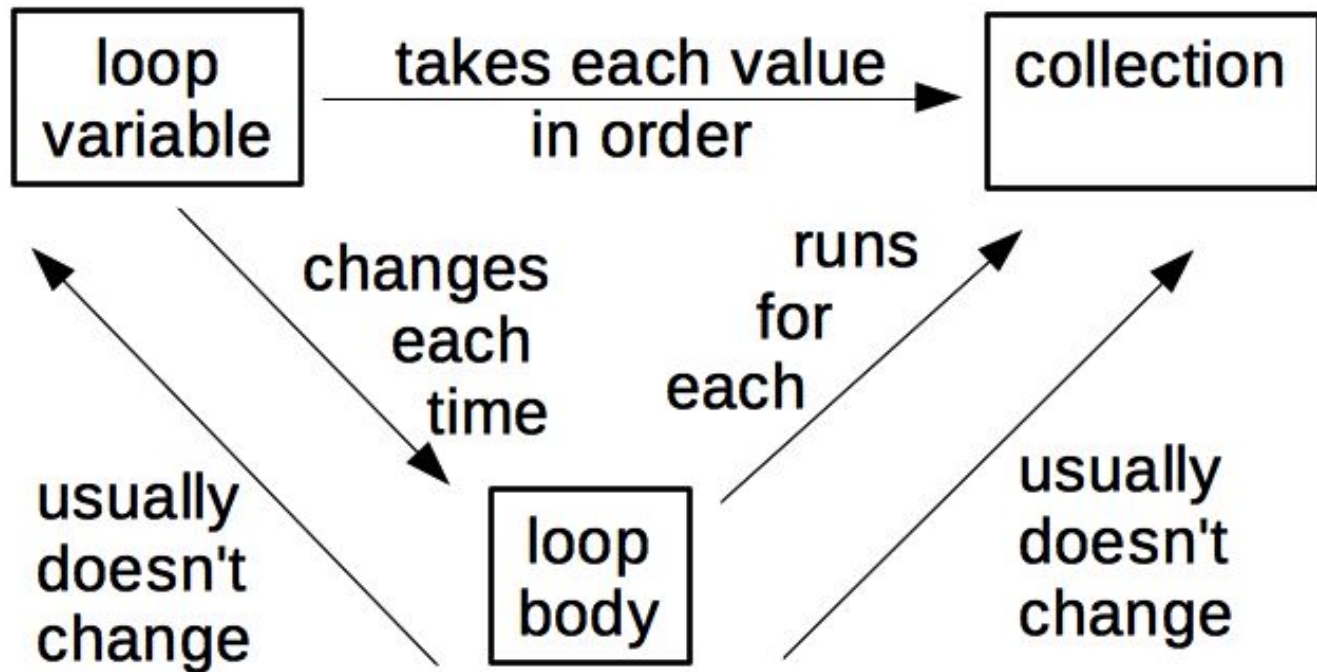 loop
variable
takes each value
in order
collection
changes
each
time
runs
for
each
usually
doesn't
change
loop
body
usually
doesn't
change